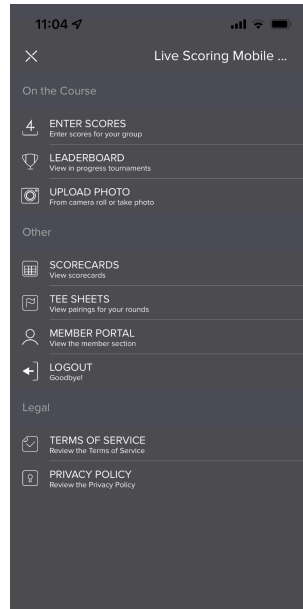 11:04
Live Scoring Mobile ...
On the Course
4
ENTER SCORES
Enter scores for your group
LEADERBOARD
View in progress tournaments
UPLOAD PHOTO
From camera roll or take photo
Other
SCORECARDS
View scorecards
TEE SHEETS
View pairings for your rounds
MEMBER PORTAL
View the member section
LOGOUT
Goodbye!
Legal
TERMS OF SERVICE
Review the Terms of Service
PRIVACY POLICY
Review the Privacy Policy